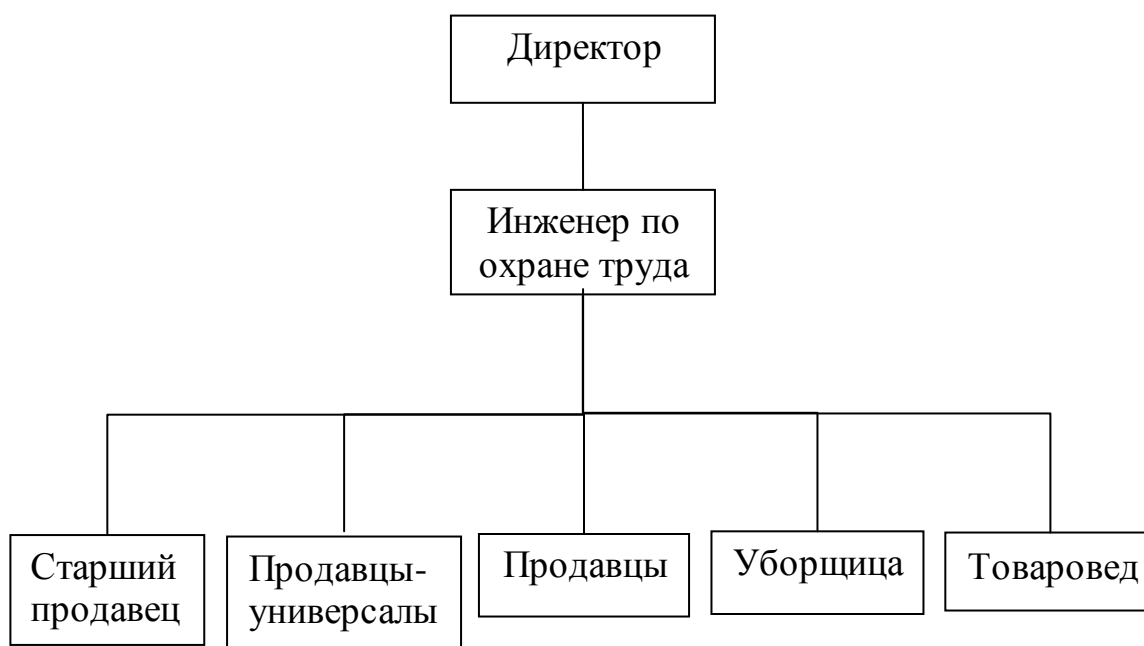 Директор
Инженер по
охране труда
Старший
продавец
Продавцы-
универсалы
Продавцы
Уборщица
Товаровед